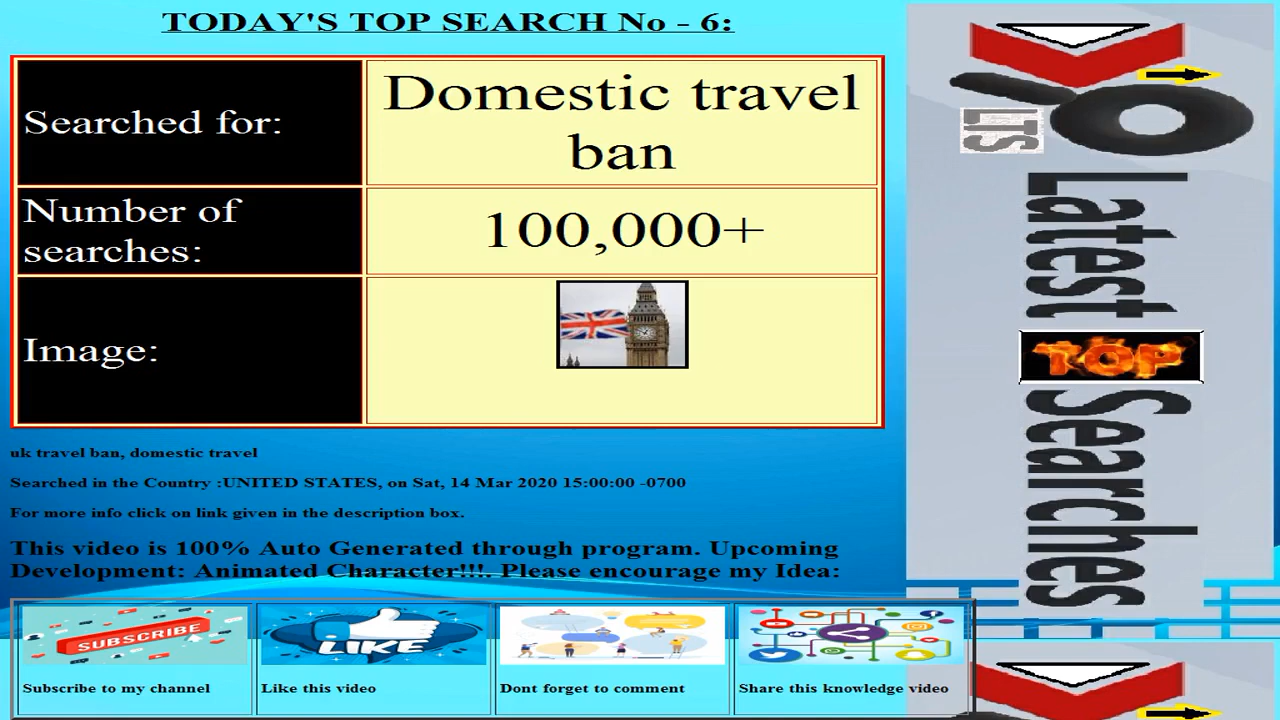 TODAY'S TOP SEARCH No - 6:
Searched for:
Domestic travel
ban
Number of
searches:
100,000+
Image:
uk travel ban, domestic travel
Searched in the Country :UNITED STATES, on Sat, 14 Mar 2020 15:00:00 -0700
For more info click on link given in the description box.
This video is 100% Auto Generated through program. Upcoming
Development: Animated Character!!!. Please encourage my Idea:
SUBSCRIBE
LIKE
Subscribe to my channel
Like this video
Dont forget to comment
Share this knowledge video
LTS
Latest
TOP
Searches